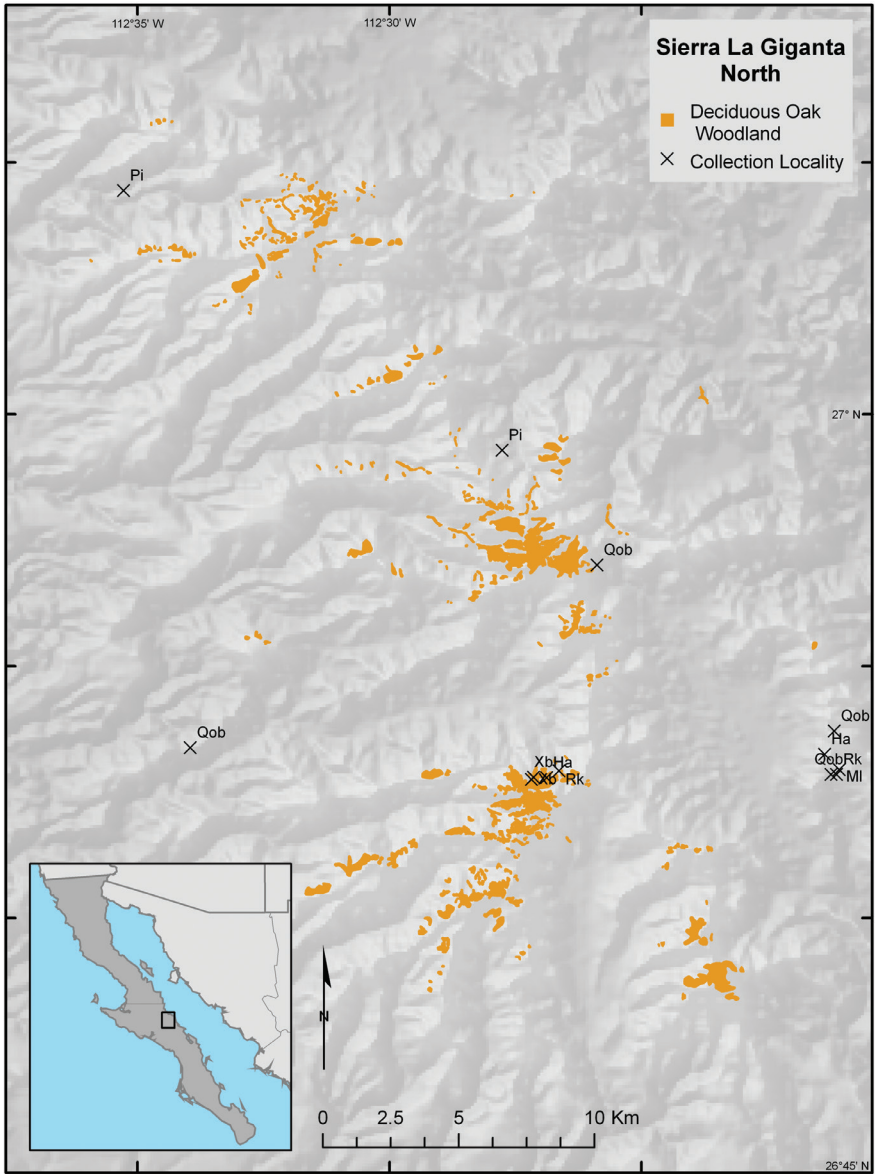 112°35' W
112°30' W
Sierra La Giganta
North
Deciduous Oak
Woodland
Collection Locality
Pi
27° N
Pi
Qob
Qob
Qob
Ha
QobRk
Ml
XbHa
Xb Rk
N
0 2.5 5 10 Km
26°45' N